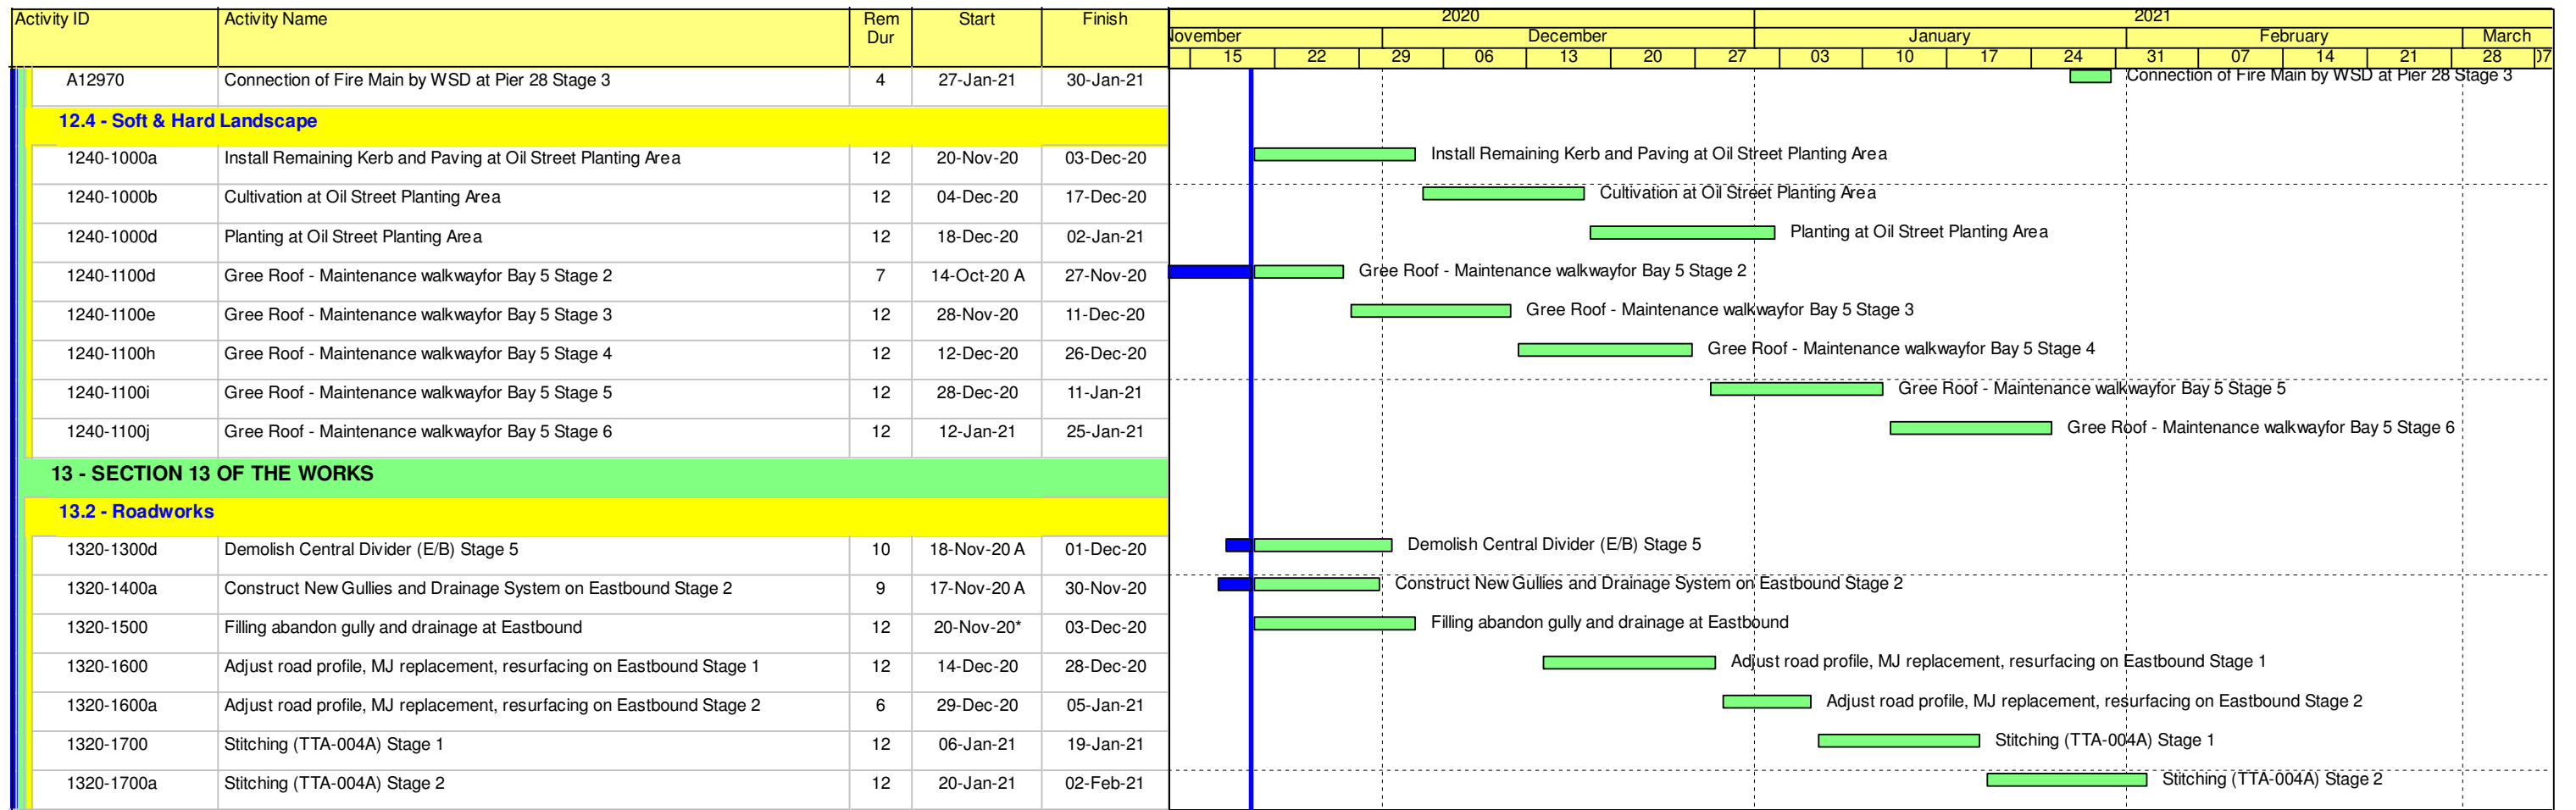 Activity ID Activity Name Rem Dur Start Finish 2020 2021
November December January February March
15 22 29 06 13 20 27 03 10 17 24 31 07 14 21 28 07
A12970 Connection of Fire Main by WSD at Pier 28 Stage 3 4 27-Jan-21 30-Jan-21 Connection of Fire Main by WSD at Pier 28 Stage 3
12.4 - Soft & Hard Landscape
1240-1000a Install Remaining Kerb and Paving at Oil Street Planting Area 12 20-Nov-20 03-Dec-20 Install Remaining Kerb and Paving at Oil Street Planting Area
1240-1000b Cultivation at Oil Street Planting Area 12 04-Dec-20 17-Dec-20 Cultivation at Oil Street Planting Area
1240-1000d Planting at Oil Street Planting Area 12 18-Dec-20 02-Jan-21 Planting at Oil Street Planting Area
1240-1100d Gree Roof - Maintenance walkwayfor Bay 5 Stage 2 7 14-Oct-20 A 27-Nov-20 Gree Roof - Maintenance walkwayfor Bay 5 Stage 2
1240-1100e Gree Roof - Maintenance walkwayfor Bay 5 Stage 3 12 28-Nov-20 11-Dec-20 Gree Roof - Maintenance walkwayfor Bay 5 Stage 3
1240-1100h Gree Roof - Maintenance walkwayfor Bay 5 Stage 4 12 12-Dec-20 26-Dec-20 Gree Roof - Maintenance walkwayfor Bay 5 Stage 4
1240-1100i Gree Roof - Maintenance walkwayfor Bay 5 Stage 5 12 28-Dec-20 11-Jan-21 Gree Roof - Maintenance walkwayfor Bay 5 Stage 5
1240-1100j Gree Roof - Maintenance walkwayfor Bay 5 Stage 6 12 12-Jan-21 25-Jan-21 Gree Roof - Maintenance walkwayfor Bay 5 Stage 6
13 - SECTION 13 OF THE WORKS
13.2 - Roadworks
1320-1300d Demolish Central Divider (E/B) Stage 5 10 18-Nov-20 A 01-Dec-20 Demolish Central Divider (E/B) Stage 5
1320-1400a Construct New Gullies and Drainage System on Eastbound Stage 2 9 17-Nov-20 A 30-Nov-20 Construct New Gullies and Drainage System on Eastbound Stage 2
1320-1500 Filling abandon gully and drainage at Eastbound 12 20-Nov-20* 03-Dec-20 Filling abandon gully and drainage at Eastbound
1320-1600 Adjust road profile, MJ replacement, resurfacing on Eastbound Stage 1 12 14-Dec-20 28-Dec-20 Adjust road profile, MJ replacement, resurfacing on Eastbound Stage 1
1320-1600a Adjust road profile, MJ replacement, resurfacing on Eastbound Stage 2 6 29-Dec-20 05-Jan-21 Adjust road profile, MJ replacement, resurfacing on Eastbound Stage 2
1320-1700 Stitching (TTA-004A) Stage 1 12 06-Jan-21 19-Jan-21 Stitching (TTA-004A) Stage 1
1320-1700a Stitching (TTA-004A) Stage 2 12 20-Jan-21 02-Feb-21 Stitching (TTA-004A) Stage 2